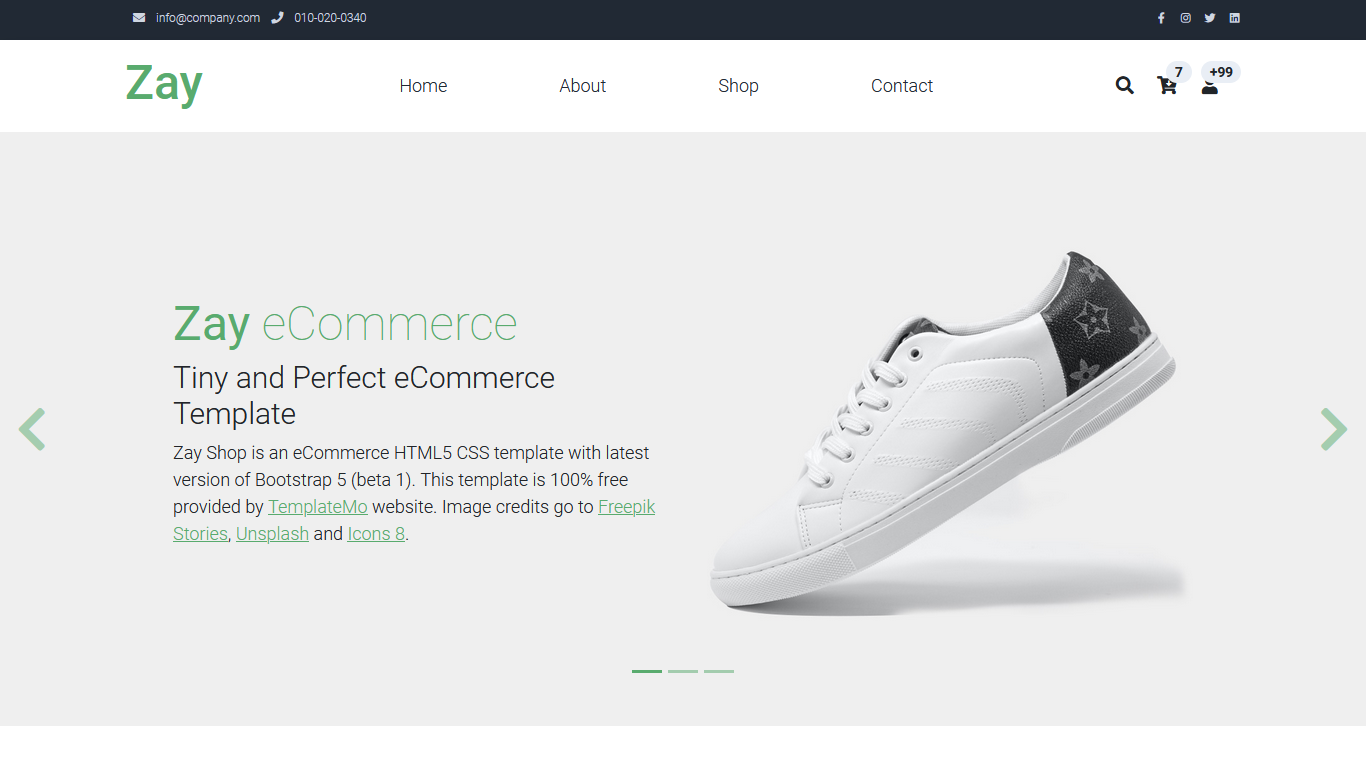 info@company.com 010-020-0340
Zay
Home About Shop Contact
7 +99
Zay eCommerce
Tiny and Perfect eCommerce
Template
Zay Shop is an eCommerce HTML5 CSS template with latest
version of Bootstrap 5 (beta 1). This template is 100% free
provided by TemplateMo website. Image credits go to Freepik
Stories, Unsplash and Icons 8.